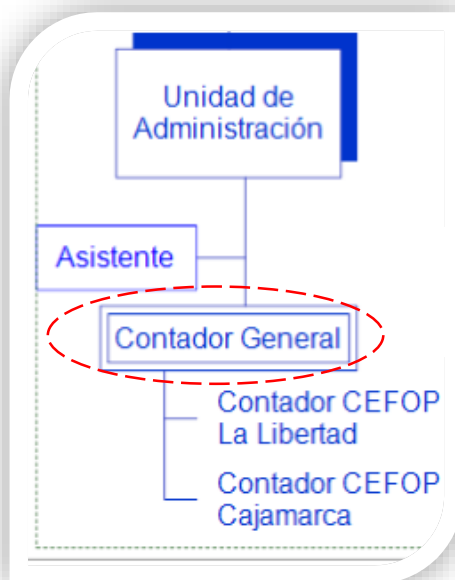 Unidad de
Administración
Asistente
Contador General
Contador CEFOP
La Libertad
Contador CEFOP
Cajamarca